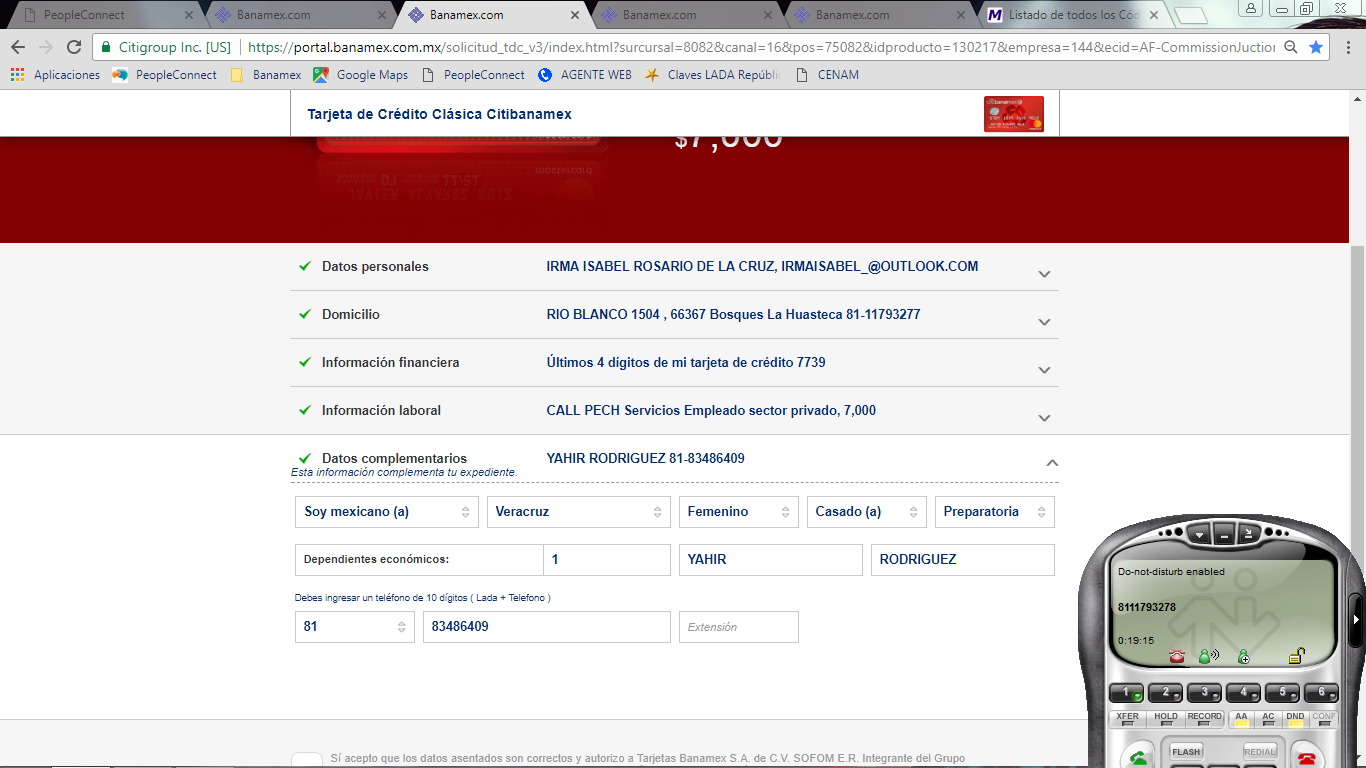 PeopleConnect
Banamex.com
Banamex.com
Banamex.com
Banamex.com
Listado de todos los Cód
Citigroup Inc. [US]
https://portal.banamex.com.mx/solicitud_tdc_v3/index.html?surcursal=8082&canal=16&pos=75082&idproducto=130217&empresa=144&ecid=AF-CommissionJuction
Aplicaciones
PeopleConnect
Banamex
Google Maps
PeopleConnect
AGENTE WEB
Claves LADA Repúblic
CENAM
Tarjeta de Crédito Clásica Citibanamex
$7,000
Datos personales
IRMA ISABEL ROSARIO DE LA CRUZ, IRMAISABEL_@OUTLOOK.COM
Domicilio
RIO BLANCO 1504 , 66367 Bosques La Huasteca 81-11793277
Información financiera
Últimos 4 dígitos de mi tarjeta de crédito 7739
Información laboral
CALL PECH Servicios Empleado sector privado, 7,000
Datos complementarios
YAHIR RODRIGUEZ 81-83486409
Esta información complementa tu expediente.
Soy mexicano (a)
Veracruz
Femenino
Casado (a)
Preparatoria
Dependientes económicos:
1
YAHIR
RODRIGUEZ
Debes ingresar un teléfono de 10 dígitos ( Lada + Telefono )
81
83486409
Extensión
Do-not-disturb enabled
8111793278
0:19:15
1 2 3 4 5 6
XFER HOLD RECORD AA AC DND CONF
FLASH REDIAL
Sí acepto que los datos asentados son correctos y autorizo a Tarjetas Banamex S.A. de C.V. SOFOM E.R. Integrante del Grupo